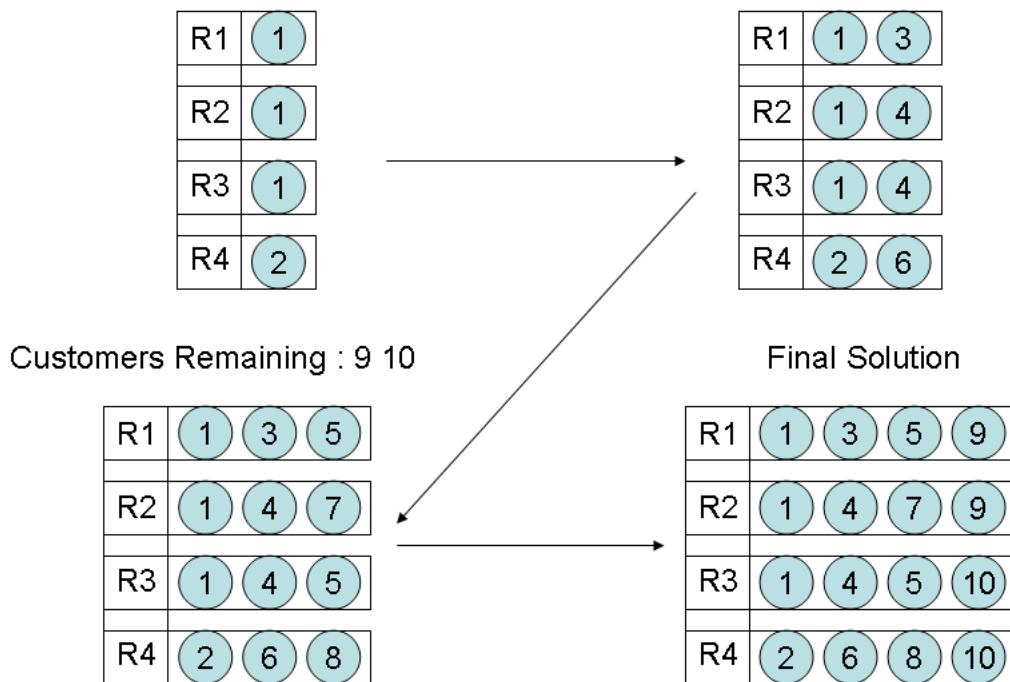 R1 1
R2 1
R3 1
R4 2
R1 1 3
R2 1 4
R3 1 4
R4 2 6
Customers Remaining : 9 10
R1 1 3 5
R2 1 4 7
R3 1 4 5
R4 2 6 8
Final Solution
R1 1 3 5 9
R2 1 4 7 9
R3 1 4 5 10
R4 2 6 8 10